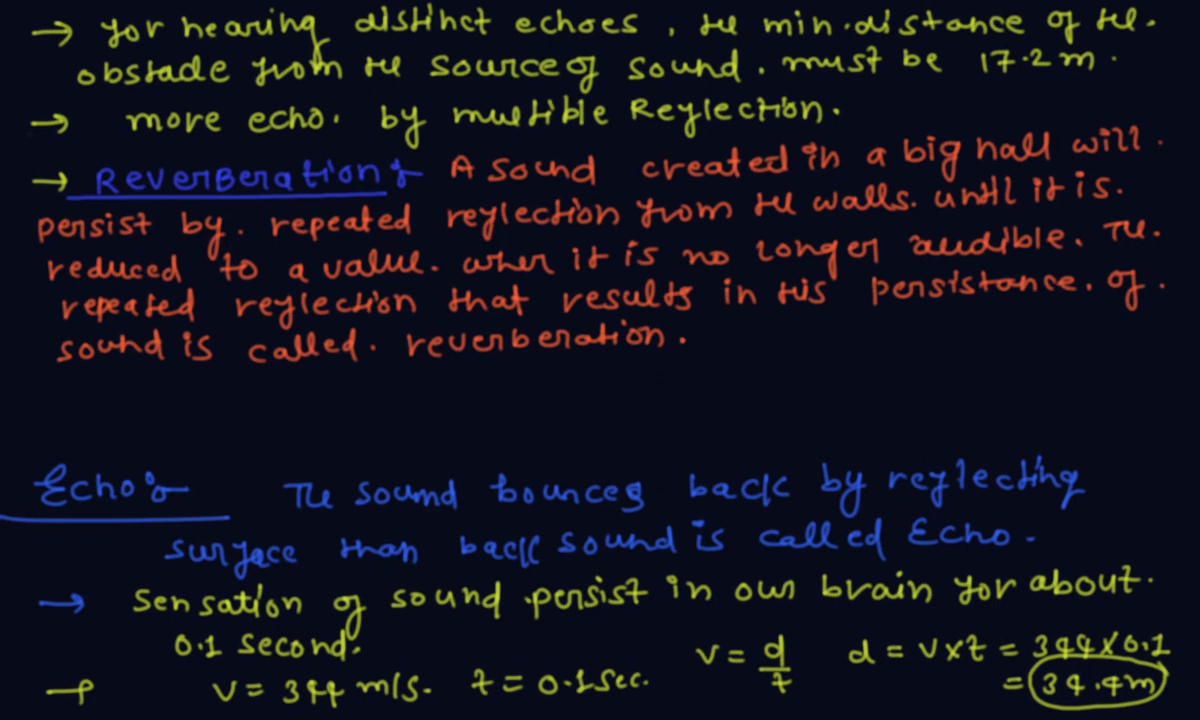 → for hearing distinct echoes, the min. distance of the.
obstade from the source of sound. must be 17.2 m.
→ more echo. by multible Reflection.
→ Reverberation :- A sound created in a big hall will.
persist by. repeated reflection from the walls. until it is.
reduced to a value. when it is no longer audible. The.
repeated reflection that results in this persistance. of.
sound is called. reverberation.
Echo :- The sound bounces back by reflecting
surface than back sound is called Echo.
→ Sensation of sound persist in our brain for about.
0.1 second.
v = d/t d = v×t = 344×0.1
→ v = 344 m/s. t = 0.1 sec. = 34.4m